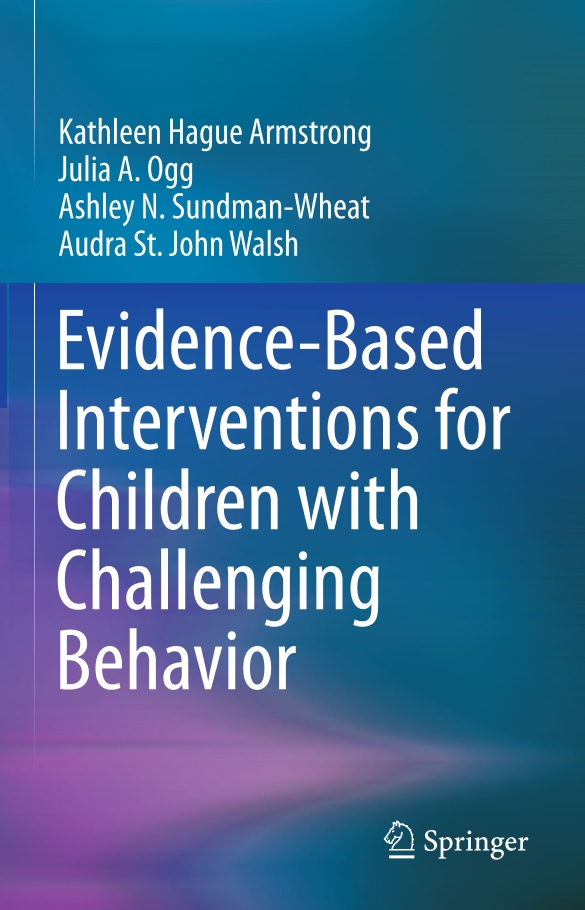 Kathleen Hague Armstrong
Julia A. Ogg
Ashley N. Sundman-Wheat
Audra St. John Walsh
Evidence-Based
Interventions for
Children with
Challenging
Behavior
Springer